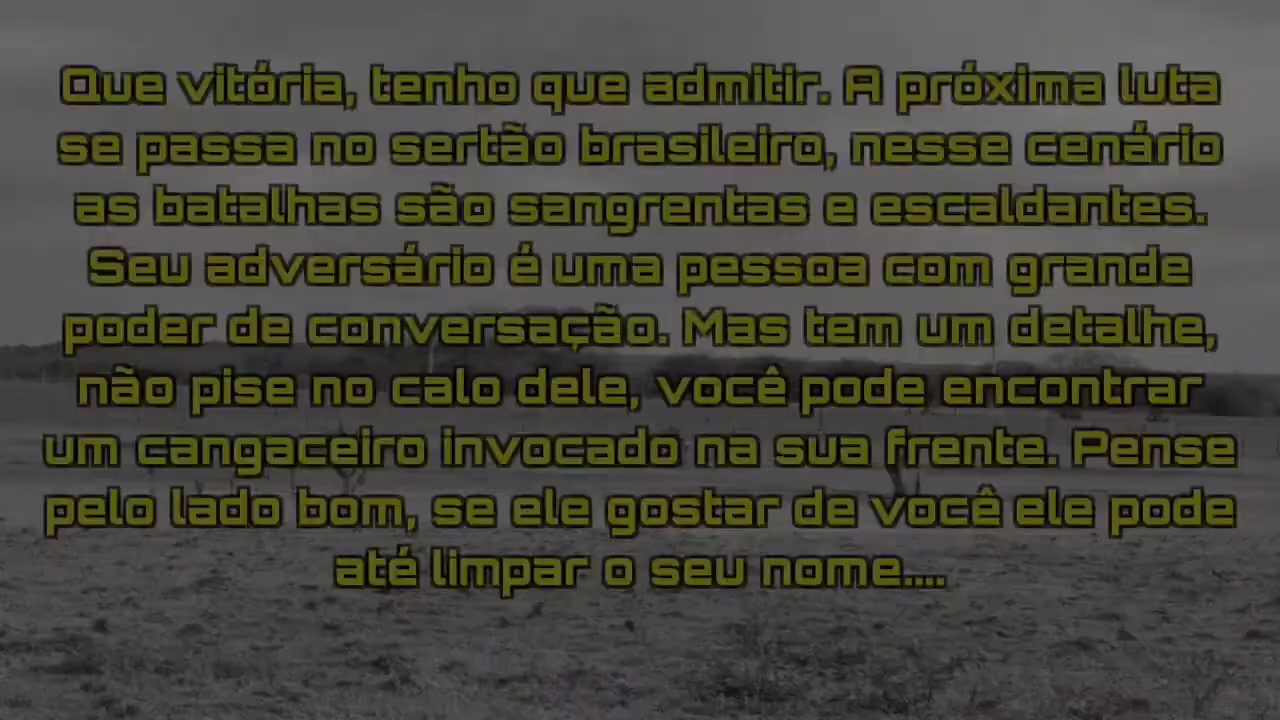 Que vitória, tenho que admitir. A próxima luta
se passa no sertão brasileiro, nesse cenário
as batalhas são sangrentas e escaldantes.
Seu adversário é uma pessoa com grande
poder de conversação. Mas tem um detalhe,
não pise no calo dele, você pode encontrar
um cangaceiro invocado na sua frente. Pense
pelo lado bom, se ele gostar de você ele pode
até limpar o seu nome....